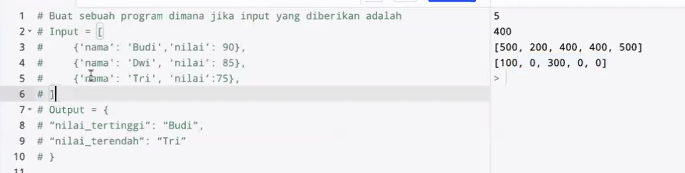 1 # Buat sebuah program dimana jika input yang diberikan adalah
2 # Input = [
3 #     {'nama': 'Budi','nilai': 90},
4 #     {'nama': 'Dwi', 'nilai': 85},
5 #     {'nama': 'Tri', 'nilai':75},
6 # ]
7 # Output = {
8 # “nilai_tertinggi”: “Budi”,
9 # “nilai_terendah”: “Tri”
10 # }
11
5
400
[500, 200, 400, 400, 500]
[100, 0, 300, 0, 0]
>